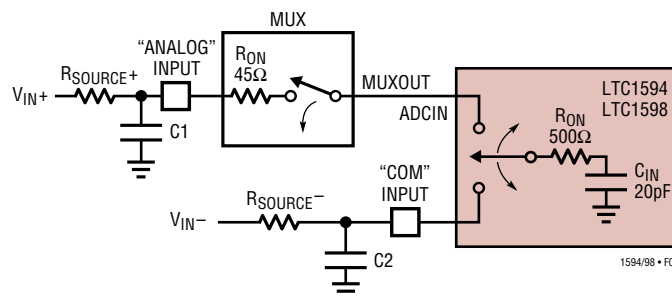 MUX
“ANALOG”
INPUT
RON
45Ω
RSOURCE+
VIN+
C1
MUXOUT
ADCIN
LTC1594
LTC1598
RON
500Ω
CIN
20pF
“COM”
INPUT
RSOURCE–
VIN–
C2
1594/98 •